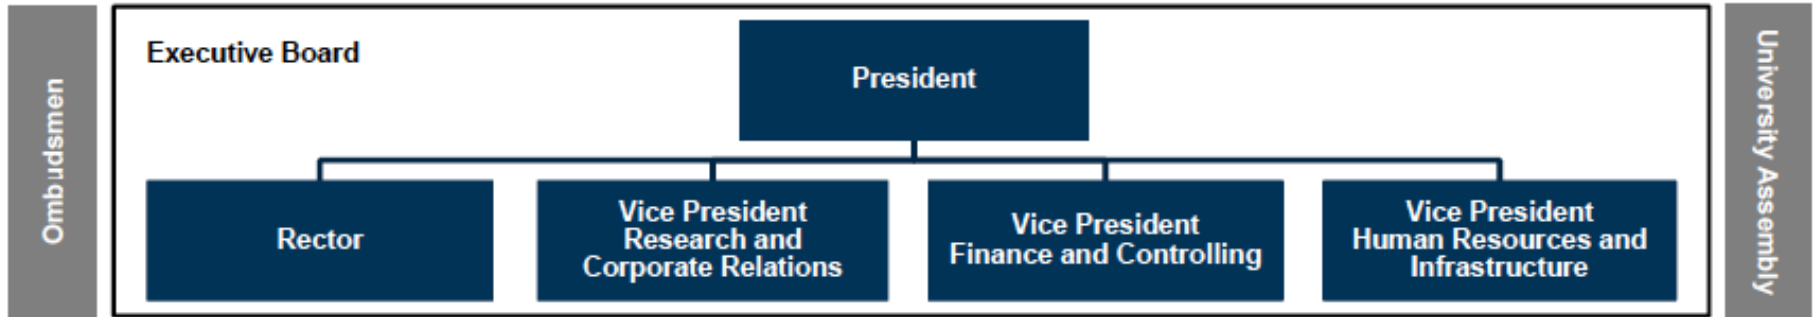 Ombudsmen
Executive Board
President
Rector
Vice President
Research and
Corporate Relations
Vice President
Finance and Controlling
Vice President
Human Resources and
Infrastructure
University Assembly